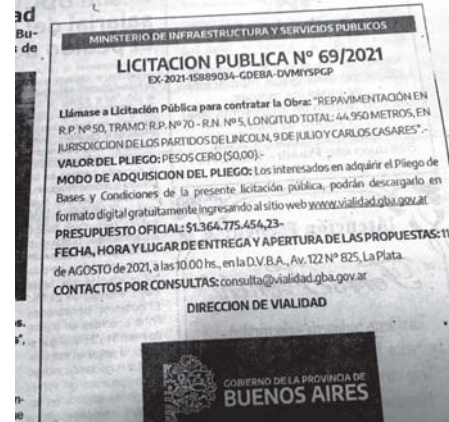 ad
Bu-
de
MINISTERIO DE INFRAESTRUCTURA Y SERVICIOS PUBLICOS
LICITACION PUBLICA Nº 69/2021
EX-2021-15889034-GDEBA-DVMIYSPGP
Llámase a Licitación Pública para contratar la Obra: "REPAVIMENTACIÓN EN
R.P. Nº 50, TRAMO: R.P. Nº 70 - R.N. Nº 5, LONGITUD TOTAL: 44.950 METROS, EN
JURISDICCION DE LOS PARTIDOS DE LINCOLN, 9 DE JULIO Y CARLOS CASARES".-
VALOR DEL PLIEGO: PESOS CERO ($0,00).-
MODO DE ADQUISICION DEL PLIEGO: Los interesados en adquirir el Pliego de
Bases y Condiciones de la presente licitación pública, podrán descargarlo en
formato digital gratuitamente ingresando al sitio web www.vialidad.gba.gov.ar
PRESUPUESTO OFICIAL: $1.364.775.454,23-
FECHA, HORA Y LUGAR DE ENTREGA Y APERTURA DE LAS PROPUESTAS: 11
de AGOSTO de 2021, a las 10.00 hs., en la D.V.B.A., Av. 122 Nº 825, La Plata.
CONTACTOS POR CONSULTAS: consulta@vialidad.gba.gov.ar
DIRECCION DE VIALIDAD
s.
s",
n-
ue
GOBIERNO DE LA PROVINCIA DE
BUENOS AIRES